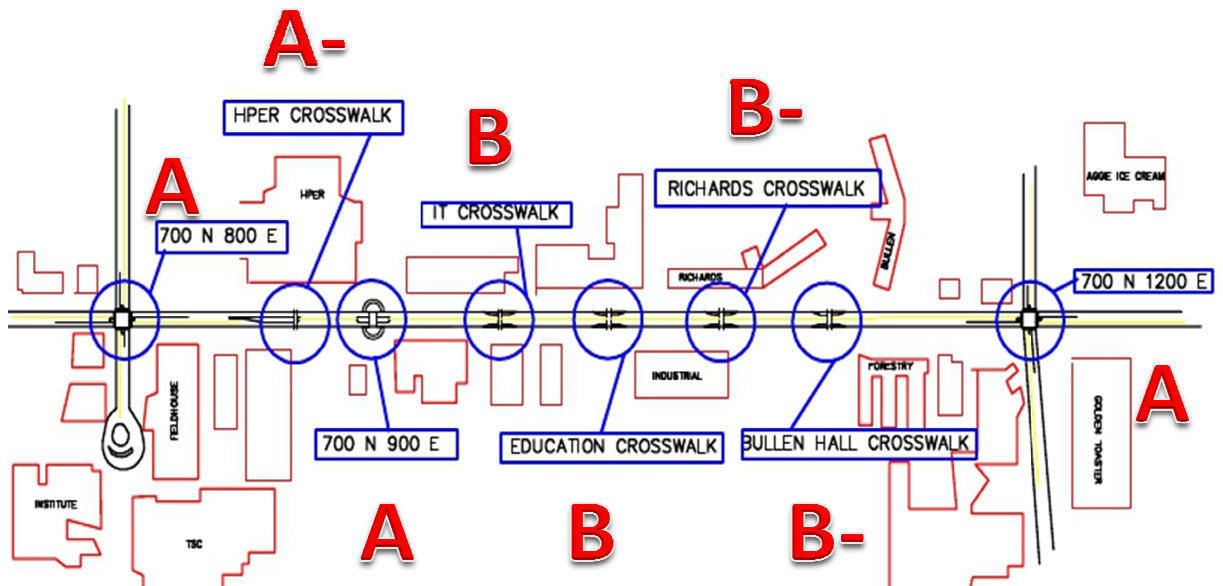 A-
HPER CROSSWALK
B
B-
A
HPER
RICHARDS CROSSWALK
AGGIE ICE CREAM
IT CROSSWALK
700 N 800 E
BULLEN
RICHARDS
700 N 1200 E
FIELDHOUSE
INDUSTRIAL
FORESTRY
A
GOLDEN TOASTER
700 N 900 E
EDUCATION CROSSWALK
BULLEN HALL CROSSWALK
INSTITUTE
TSC
A
B
B-